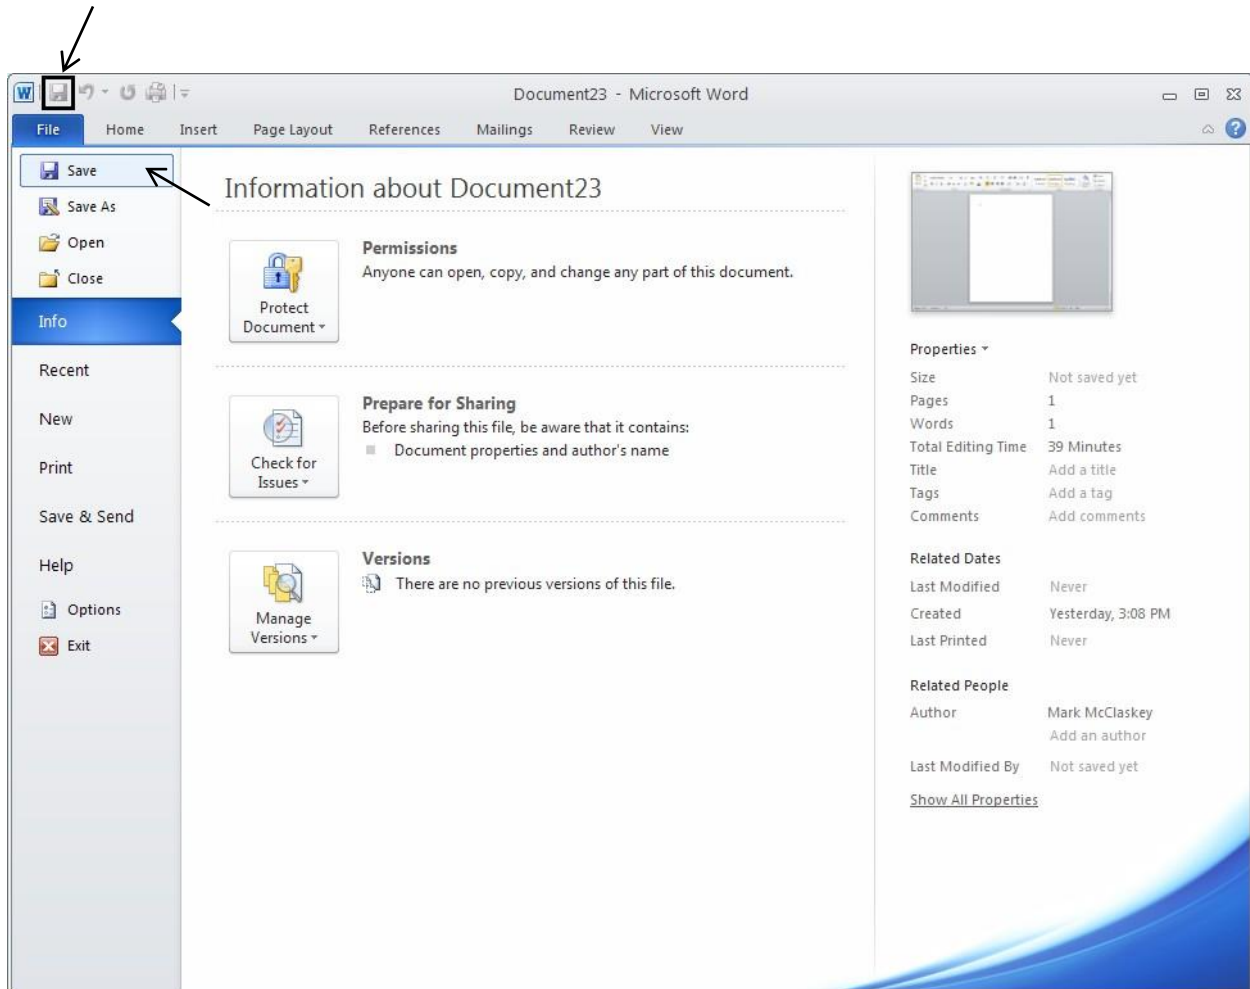 Document23 - Microsoft Word
File Home Insert Page Layout References Mailings Review View
Save
Save As
Open
Close
Info
Recent
New
Print
Save & Send
Help
Options
Exit
Information about Document23
Protect
Document
Permissions
Anyone can open, copy, and change any part of this document.
Check for
Issues
Prepare for Sharing
Before sharing this file, be aware that it contains:
Document properties and author's name
Manage
Versions
Versions
There are no previous versions of this file.
Properties
Size Not saved yet
Pages 1
Words 1
Total Editing Time 39 Minutes
Title Add a title
Tags Add a tag
Comments Add comments
Related Dates
Last Modified Never
Created Yesterday, 3:08 PM
Last Printed Never
Related People
Author Mark McClaskey
Add an author
Last Modified By Not saved yet
Show All Properties